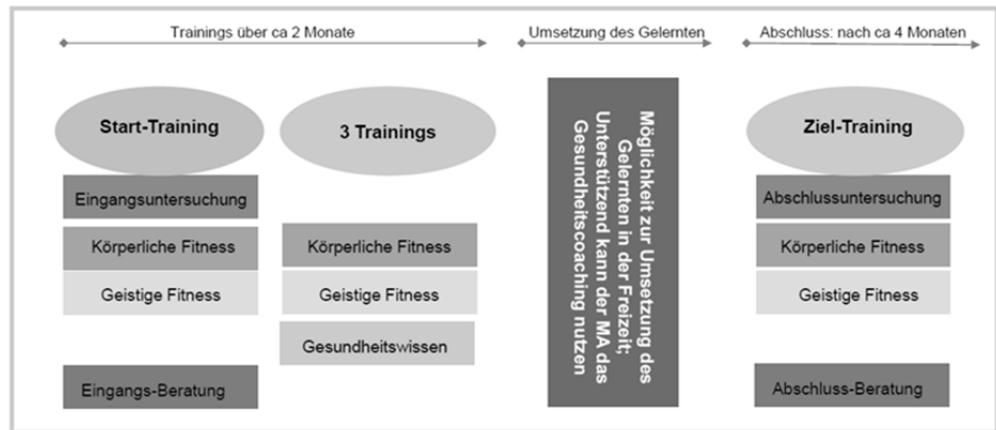 Trainings über ca 2 Monate
Umsetzung des Gelernten
Abschluss: nach ca 4 Monaten
Start-Training
Eingangsuntersuchung
Körperliche Fitness
Geistige Fitness
Eingangs-Beratung
3 Trainings
Körperliche Fitness
Geistige Fitness
Gesundheitswissen
Möglichkeit zur Umsetzung des
Gelernten in der Freizeit;
Unterstützend kann der MA das
Gesundheitscoaching nutzen
Ziel-Training
Abschlussuntersuchung
Körperliche Fitness
Geistige Fitness
Abschluss-Beratung